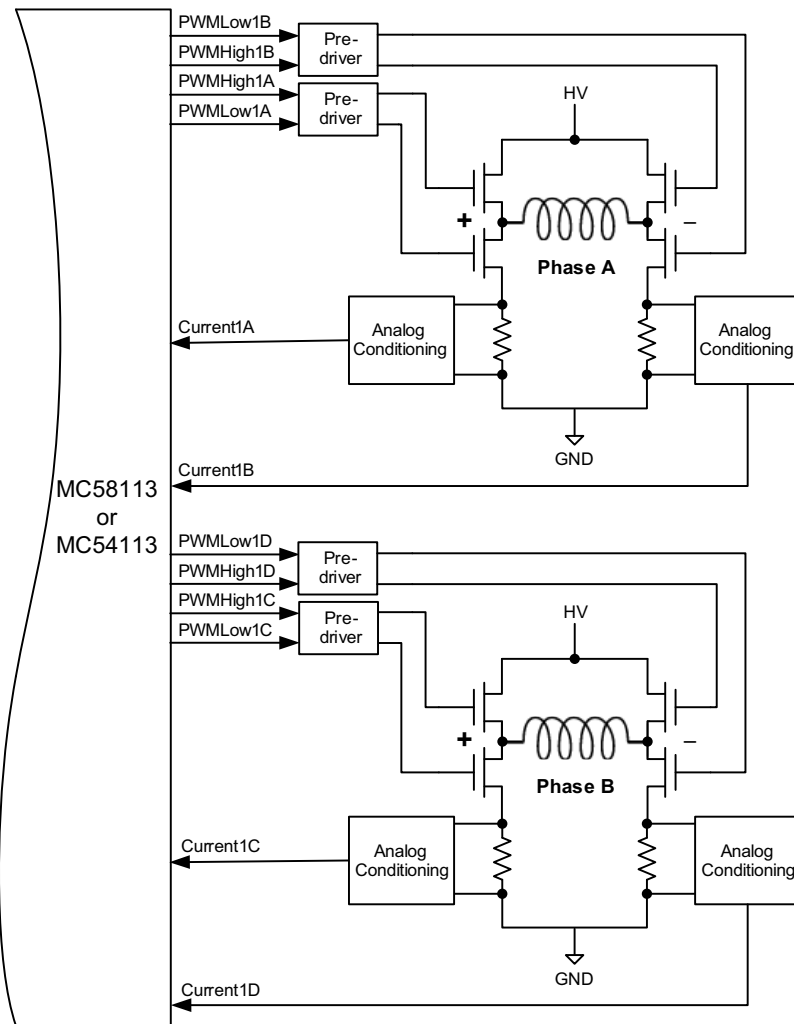 PWMLow1B
PWMHigh1B
PWMHigh1A
PWMLow1A
Pre-
driver
Pre-
driver
HV
+
–
Phase A
Current1A
Analog
Conditioning
Analog
Conditioning
GND
Current1B
MC58113
or
MC54113
PWMLow1D
PWMHigh1D
PWMHigh1C
PWMLow1C
Pre-
driver
Pre-
driver
HV
+
–
Phase B
Current1C
Analog
Conditioning
Analog
Conditioning
GND
Current1D